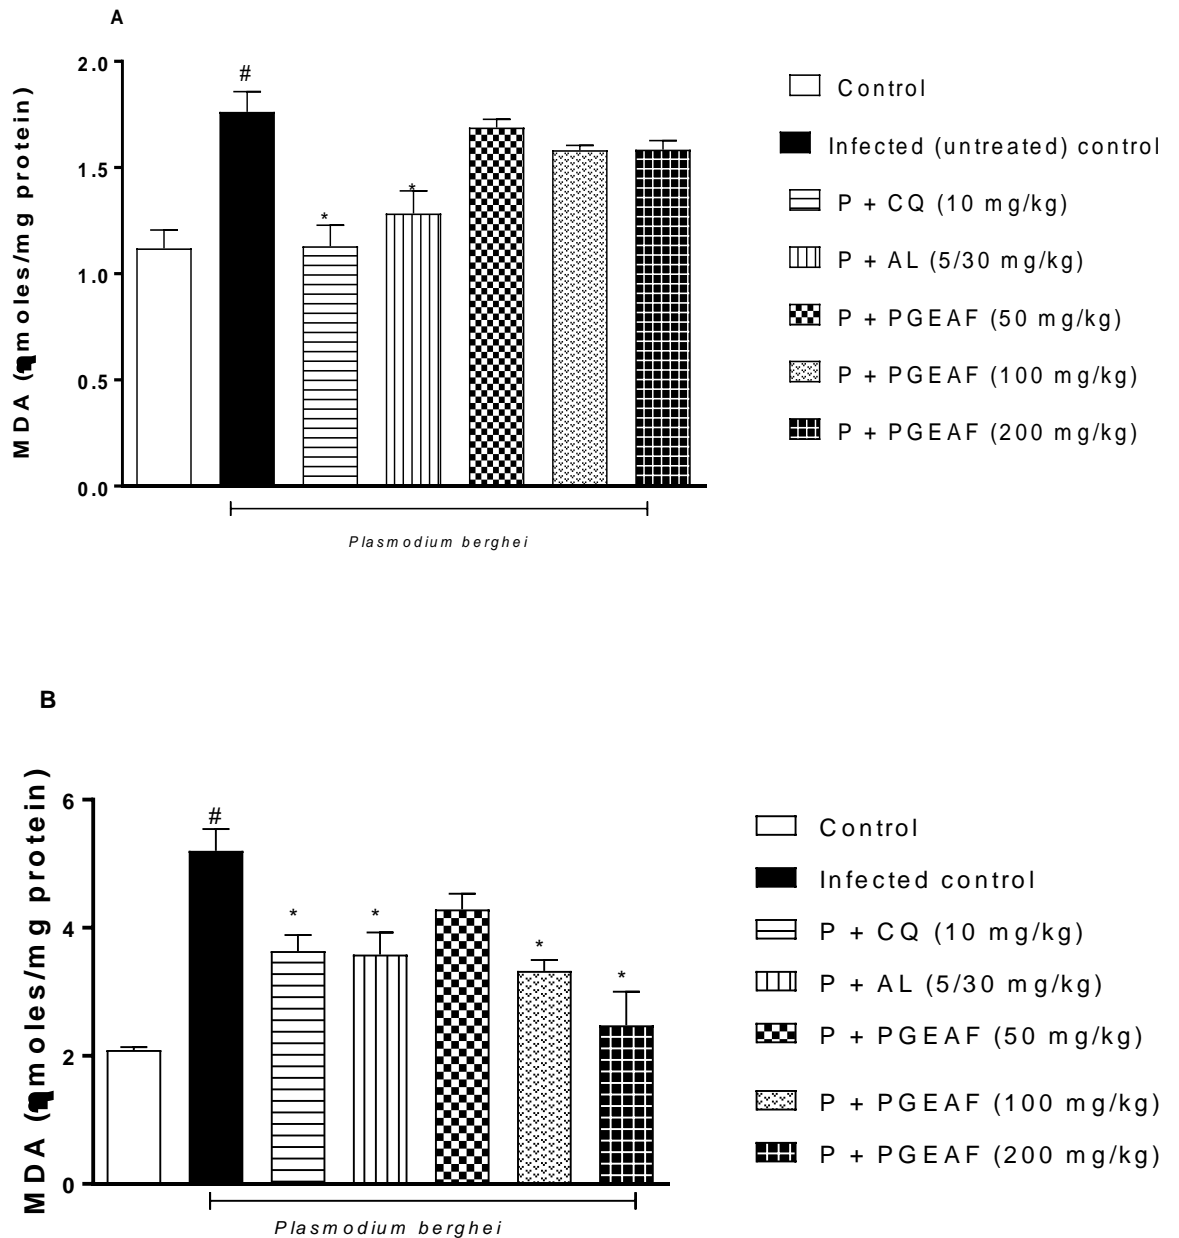 A
MDA (ηmoles/mg protein)
2.0
1.5
1.0
0.5
0.0
#
*
*
Plasmodium berghei
Control
Infected (untreated) control
P + CQ (10 mg/kg)
P + AL (5/30 mg/kg)
P + PGEAF (50 mg/kg)
P + PGEAF (100 mg/kg)
P + PGEAF (200 mg/kg)
B
MDA (ηmoles/mg protein)
6
4
2
0
#
*
*
*
*
Plasmodium berghei
Control
Infected control
P + CQ (10 mg/kg)
P + AL (5/30 mg/kg)
P + PGEAF (50 mg/kg)
P + PGEAF (100 mg/kg)
P + PGEAF (200 mg/kg)